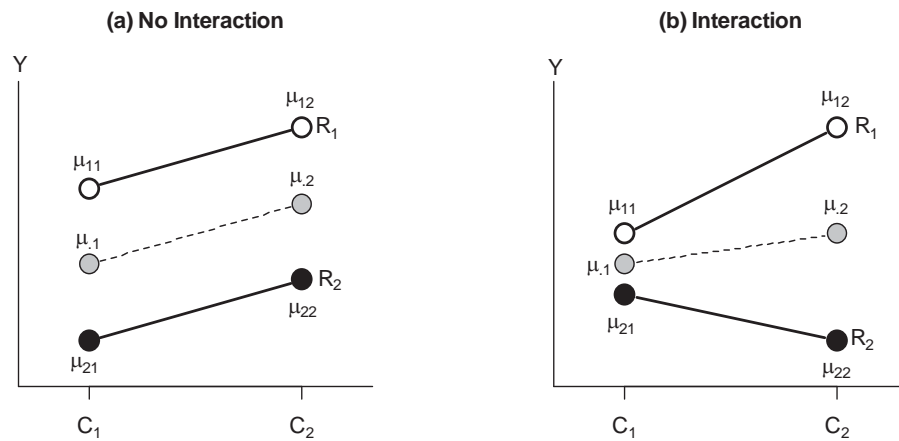 (a) No Interaction
Y
μ12
R1
μ11
μ.2
μ.1
R2
μ22
μ21
C1
C2
(b) Interaction
Y
μ12
R1
μ11
μ.2
μ.1
μ21
R2
μ22
C1
C2